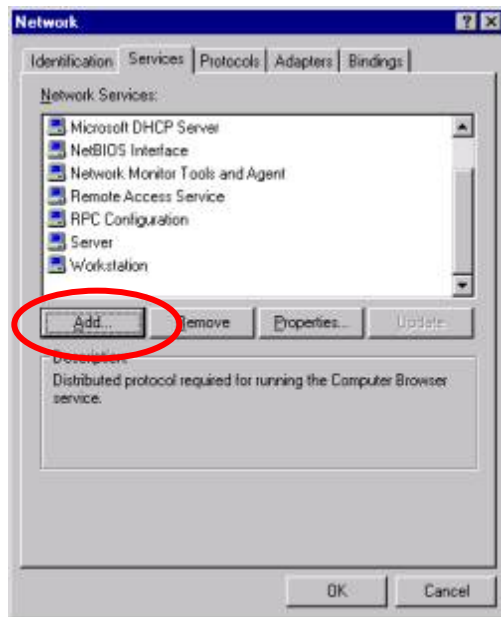 Network
Identification Services Protocols Adapters Bindings
Network Services:
Microsoft DHCP Server
NetBIOS Interface
Network Monitor Tools and Agent
Remote Access Service
RPC Configuration
Server
Workstation
Add... Remove Properties... Update
Description:
Distributed protocol required for running the Computer Browser
service.
OK Cancel